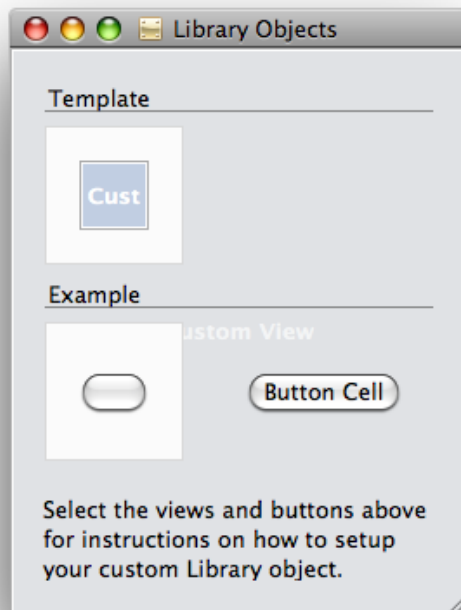 Library Objects
Template
Cust
Example
ustom View
Button Cell
Select the views and buttons above
for instructions on how to setup
your custom Library object.